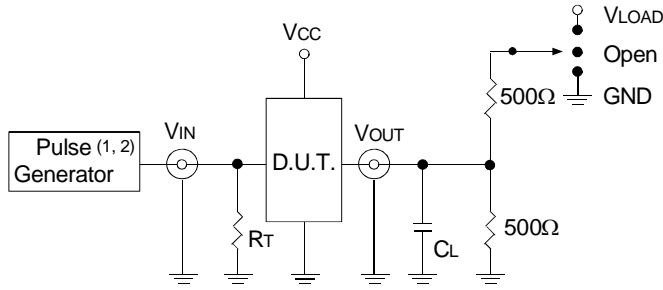 VLOAD
VCC
Open
500Ω
GND
Pulse (1, 2)
Generator
VIN
D.U.T.
VOUT
RT
CL
500Ω